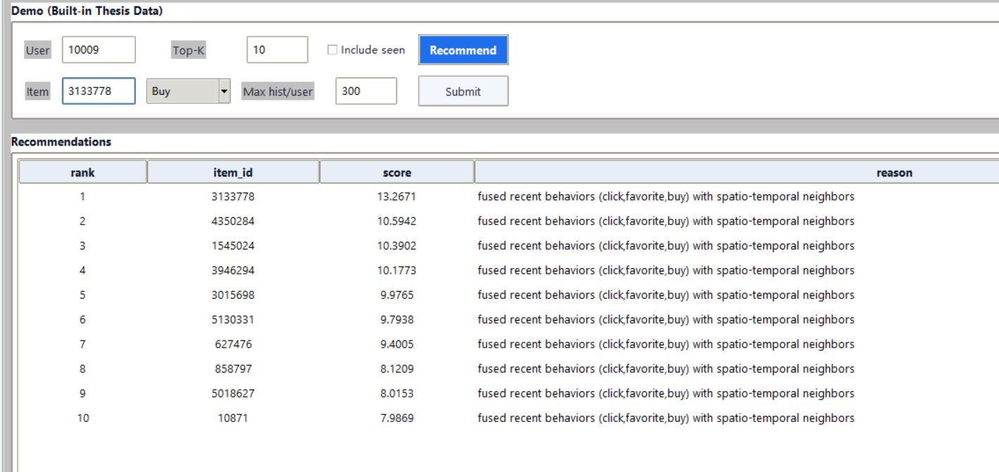 Demo (Built-in Thesis Data)
User 10009 Top-K 10 Include seen Recommend
Item 3133778 Buy Max hist/user 300 Submit
Recommendations
rank item_id score reason
1 3133778 13.2671 fused recent behaviors (click,favorite,buy) with spatio-temporal neighbors
2 4350284 10.5942 fused recent behaviors (click,favorite,buy) with spatio-temporal neighbors
3 1545024 10.3902 fused recent behaviors (click,favorite,buy) with spatio-temporal neighbors
4 3946294 10.1773 fused recent behaviors (click,favorite,buy) with spatio-temporal neighbors
5 3015698 9.9765 fused recent behaviors (click,favorite,buy) with spatio-temporal neighbors
6 5130331 9.7938 fused recent behaviors (click,favorite,buy) with spatio-temporal neighbors
7 627476 9.4005 fused recent behaviors (click,favorite,buy) with spatio-temporal neighbors
8 858797 8.1209 fused recent behaviors (click,favorite,buy) with spatio-temporal neighbors
9 5018627 8.0153 fused recent behaviors (click,favorite,buy) with spatio-temporal neighbors
10 10871 7.9869 fused recent behaviors (click,favorite,buy) with spatio-temporal neighbors